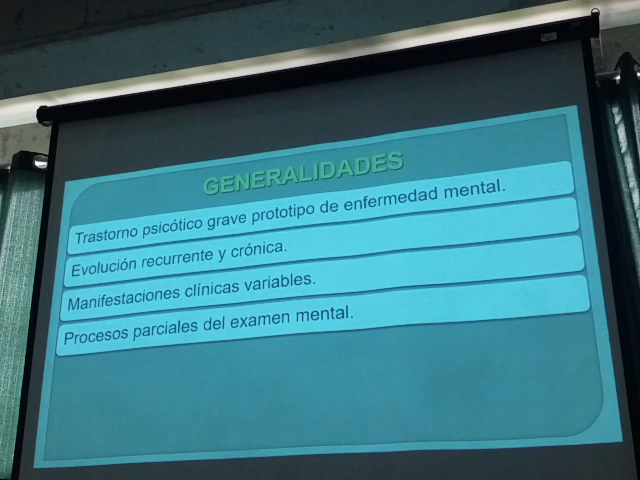 GENERALIDADES
Trastorno psicótico grave prototipo de enfermedad mental.
Evolución recurrente y crónica.
Manifestaciones clínicas variables.
Procesos parciales del examen mental.